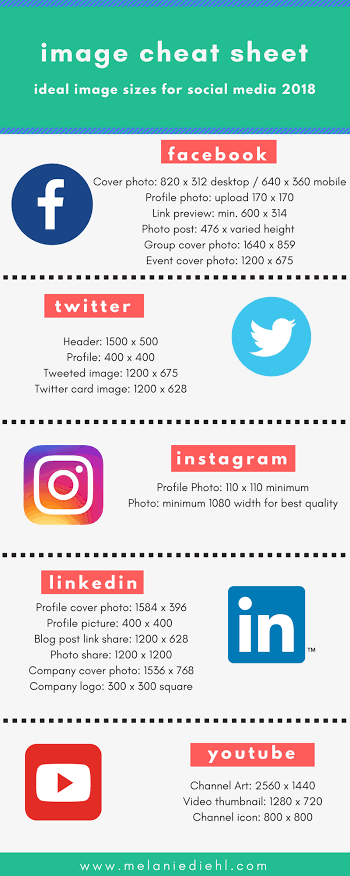 image cheat sheet
ideal image sizes for social media 2018
facebook
Cover photo: 820 x 312 desktop / 640 x 360 mobile
Profile photo: upload 170 x 170
Link preview: min. 600 x 314
Photo post: 476 x varied height
Group cover photo: 1640 x 859
Event cover photo: 1200 x 675
twitter
Header: 1500 x 500
Profile: 400 x 400
Tweeted image: 1200 x 675
Twitter card image: 1200 x 628
instagram
Profile Photo: 110 x 110 minimum
Photo: minimum 1080 width for best quality
linkedin
Profile cover photo: 1584 x 396
Profile picture: 400 x 400
Blog post link share: 1200 x 628
Photo share: 1200 x 1200
Company cover photo: 1536 x 768
Company logo: 300 x 300 square
in
TM
youtube
Channel Art: 2560 x 1440
Video thumbnail: 1280 x 720
Channel icon: 800 x 800
www.melaniediehl.com